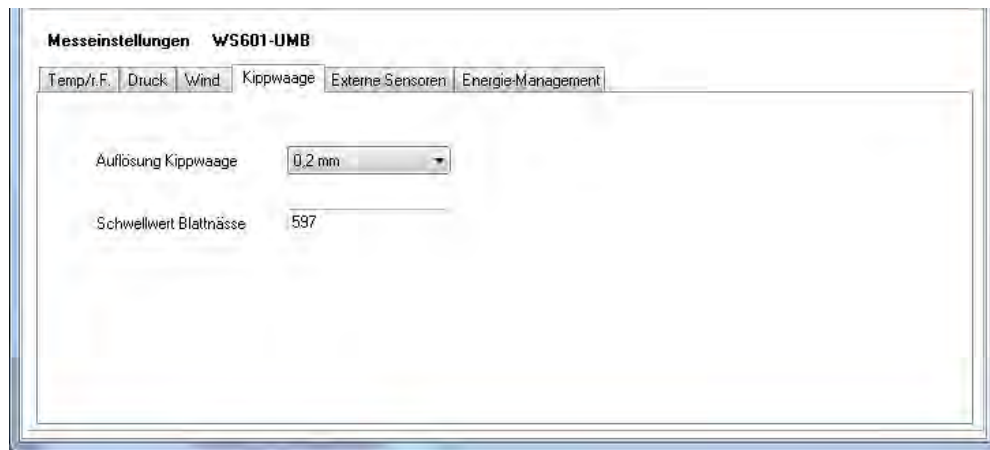 Messeinstellungen WS601-UMB
Temp/r.F. Druck Wind Kippwaage Externe Sensoren Energie-Management
Auflösung Kippwaage 0,2 mm
Schwellwert Blattnässe 597